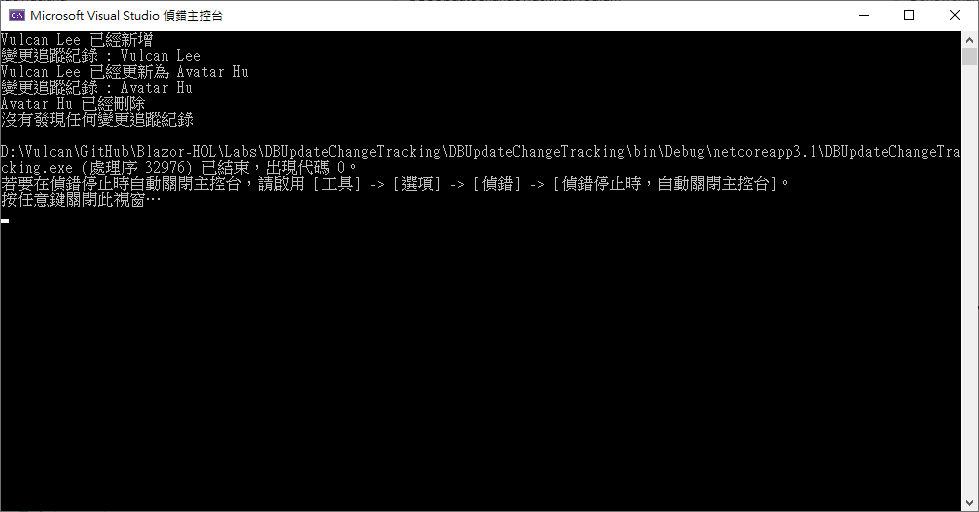 Microsoft Visual Studio 偵錯主控台
Vulcan Lee 已經新增
變更追蹤紀錄 : Vulcan Lee
Vulcan Lee 已經更新為 Avatar Hu
變更追蹤紀錄 : Avatar Hu
Avatar Hu 已經刪除
沒有發現任何變更追蹤紀錄
D:\Vulcan\GitHub\Blazor-HOL\Labs\DBUpdateChangeTracking\DBUpdateChangeTracking\bin\Debug\netcoreapp3.1\DBUpdateChangeTra
cking.exe (處理序 32976) 已結束，出現代碼 0。
若要在偵錯停止時自動關閉主控台，請啟用 [工具] -> [選項] -> [偵錯] -> [偵錯停止時，自動關閉主控台]。
按任意鍵關閉此視窗…